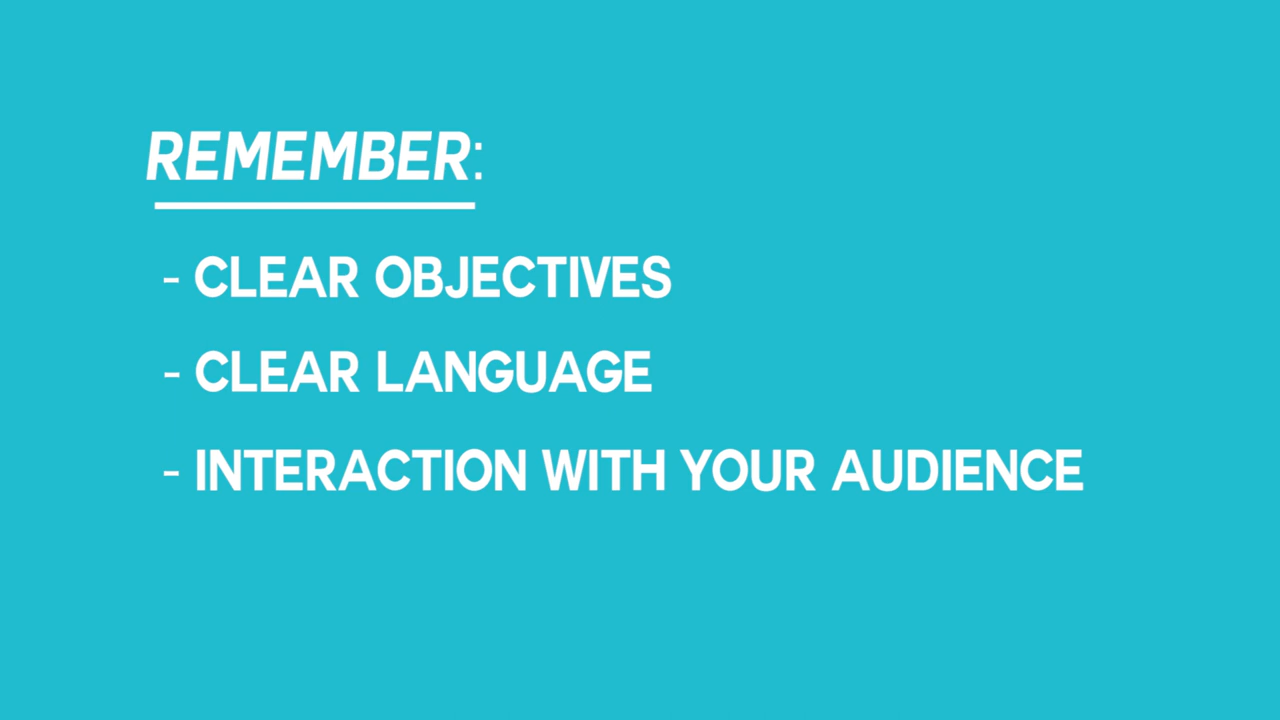 REMEMBER:
- CLEAR OBJECTIVES
- CLEAR LANGUAGE
- INTERACTION WITH YOUR AUDIENCE